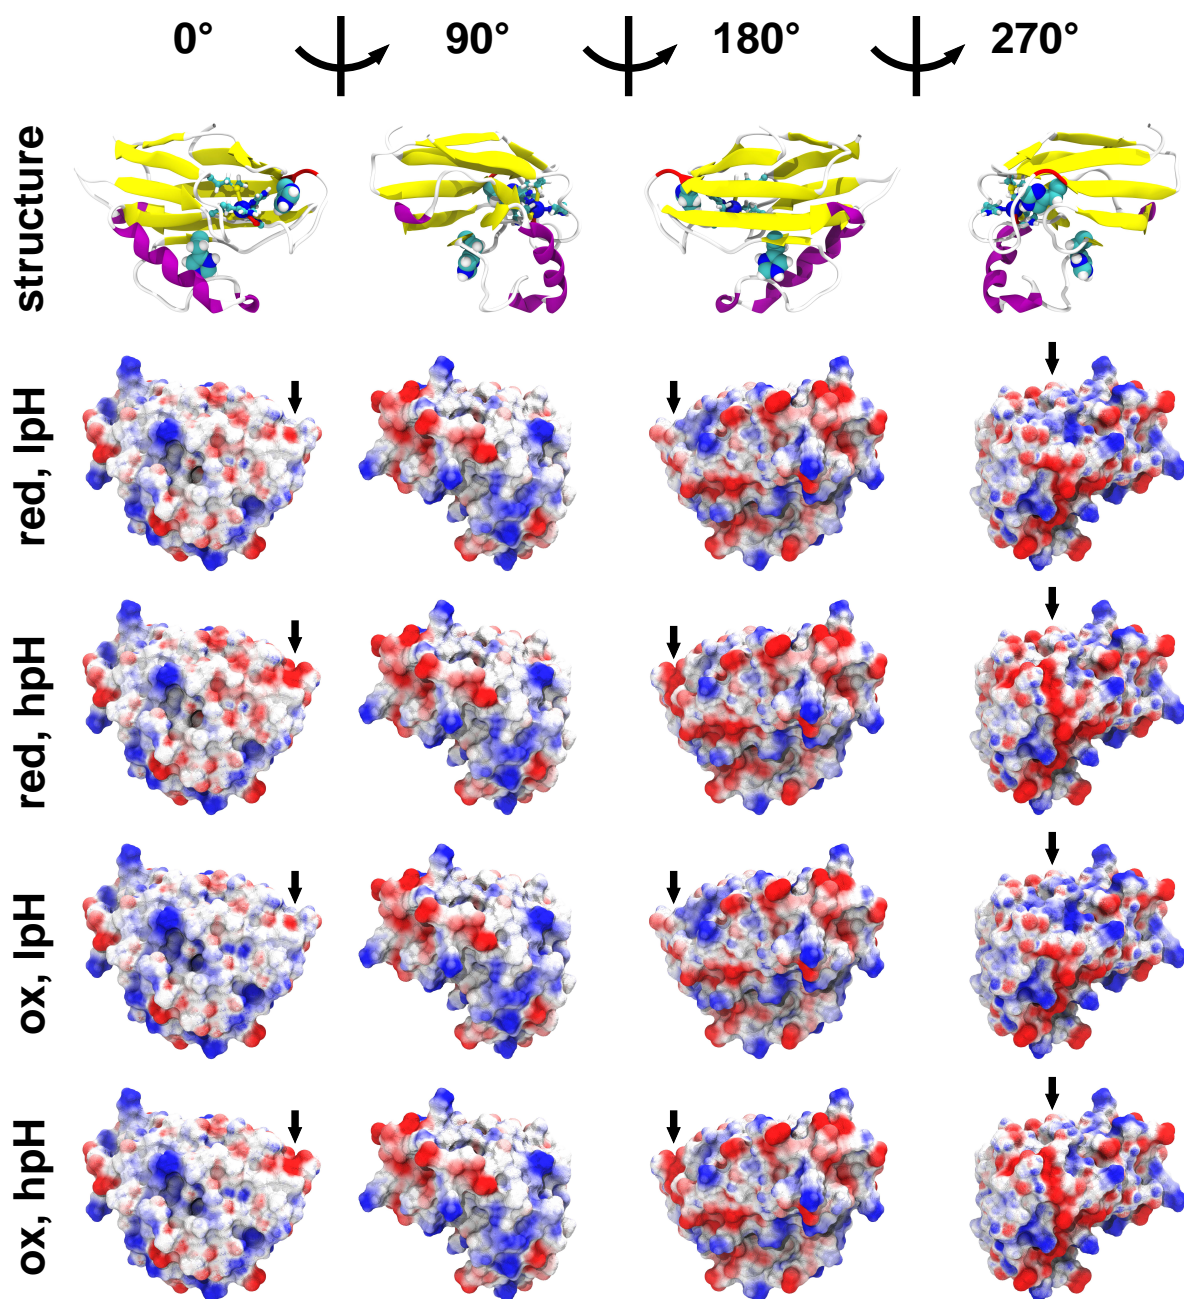 0° 90° 180° 270°
structure
red, lpH
red, hpH
ox, lpH
ox, hpH